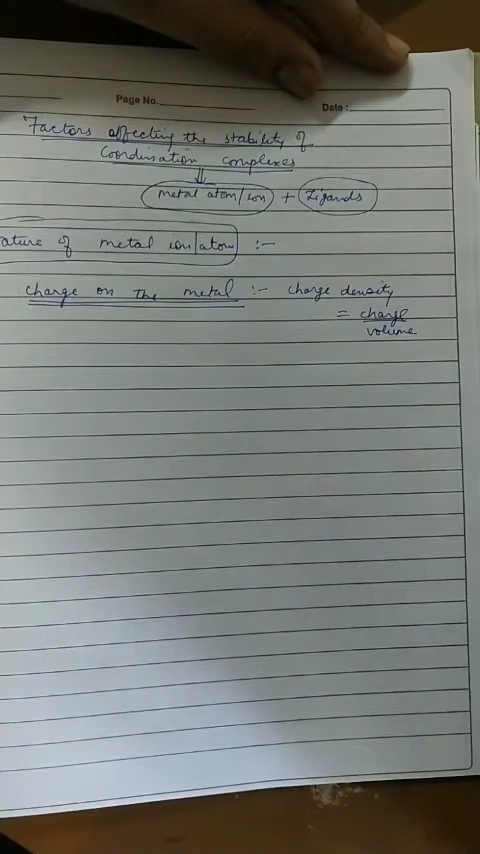 Page No.
Date :
Factors affecting the stability of
Coordination complexes
⇓
metal atom/ion + Ligands
ature of metal ion/atom :-
charge on the metal :- charge density
= charge
volume